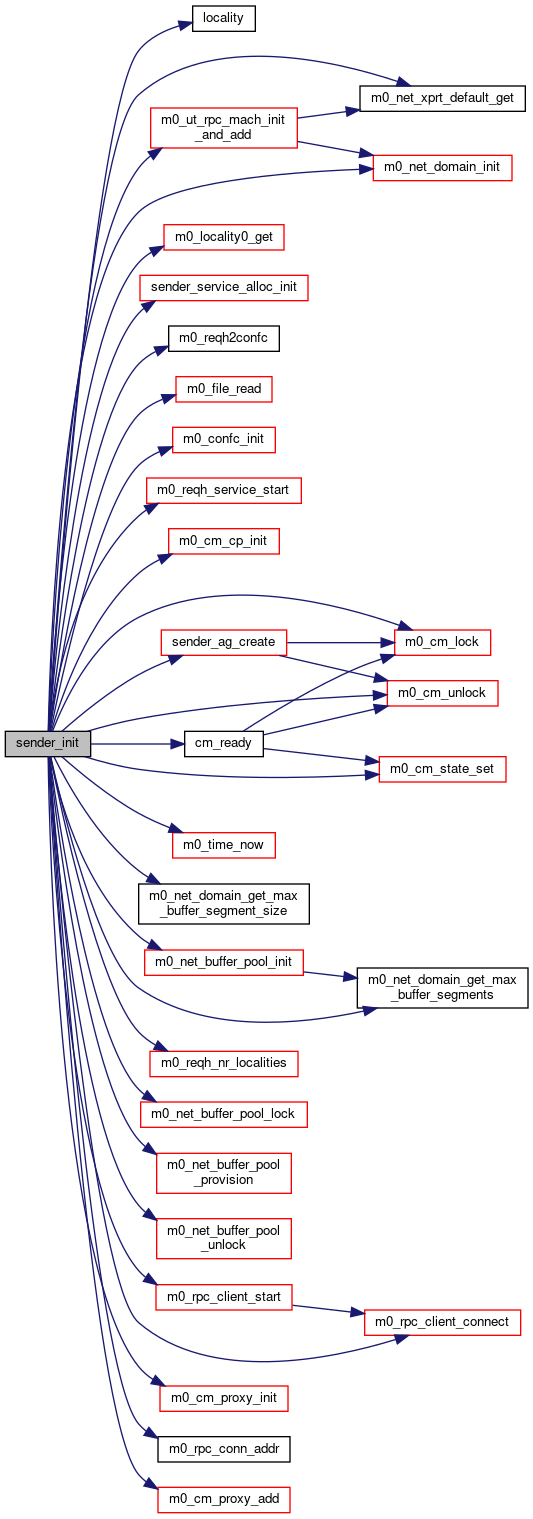 locality
m0_net_xprt_default_get
m0_ut_rpc_mach_init
_and_add
m0_net_domain_init
m0_locality0_get
sender_service_alloc_init
m0_reqh2confc
m0_file_read
m0_confc_init
m0_reqh_service_start
m0_cm_cp_init
sender_ag_create
m0_cm_lock
m0_cm_unlock
sender_init
cm_ready
m0_cm_state_set
m0_time_now
m0_net_domain_get_max
_buffer_segment_size
m0_net_buffer_pool_init
m0_net_domain_get_max
_buffer_segments
m0_reqh_nr_localities
m0_net_buffer_pool_lock
m0_net_buffer_pool
_provision
m0_net_buffer_pool
_unlock
m0_rpc_client_start
m0_rpc_client_connect
m0_cm_proxy_init
m0_rpc_conn_addr
m0_cm_proxy_add